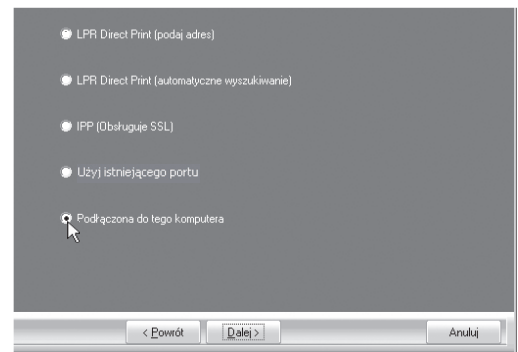 LPR Direct Print (podaj adres)
LPR Direct Print (automatyczne wyszukiwanie)
IPP (Obsługuje SSL)
Użyj istniejącego portu
Podłączona do tego komputera
< Powrót Dalej > Anuluj